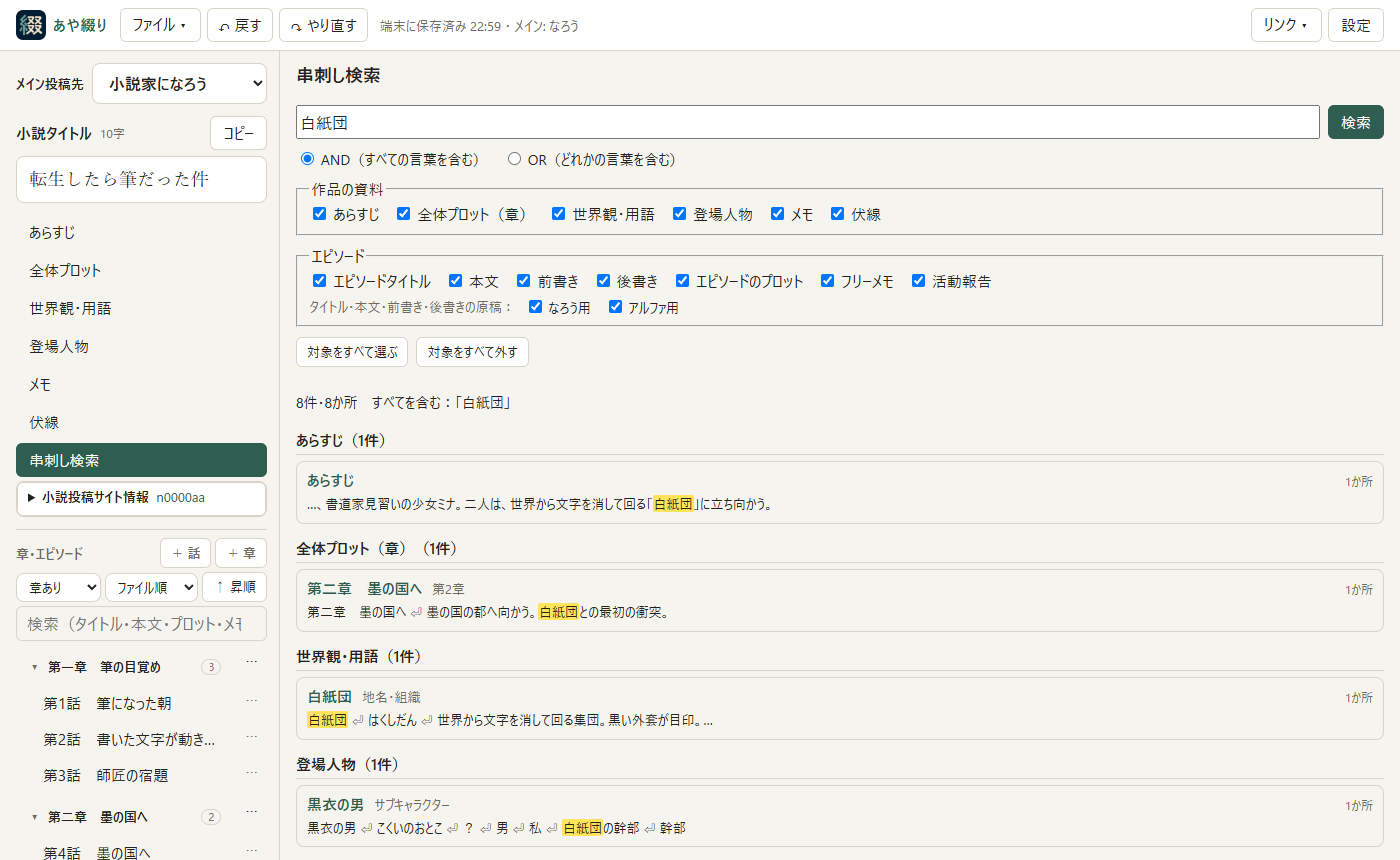 綴 あや綴り ファイル ▾ ↶ 戻す ↷ やり直す 端末に保存済み 22:59・メイン: なろう リンク ▾ 設定
メイン投稿先 小説家になろう
小説タイトル 10字 コピー
転生したら筆だった件
あらすじ
全体プロット
世界観・用語
登場人物
メモ
伏線
串刺し検索
▶ 小説投稿サイト情報 n0000aa
章・エピソード ＋ 話 ＋ 章
章あり ファイル順 ↑ 昇順
検索（タイトル・本文・プロット・メモ
▾ 第一章　筆の目覚め 3 …
第1話　筆になった朝 …
第2話　書いた文字が動き... …
第3話　師匠の宿題 …
▾ 第二章　墨の国へ 2 …
第4話　墨の国へ …
串刺し検索
白紙団 検索
AND（すべての言葉を含む） OR（どれかの言葉を含む）
作品の資料
あらすじ 全体プロット（章） 世界観・用語 登場人物 メモ 伏線
エピソード
エピソードタイトル 本文 前書き 後書き エピソードのプロット フリーメモ 活動報告
タイトル・本文・前書き・後書きの原稿： なろう用 アルファ用
対象をすべて選ぶ 対象をすべて外す
8件・8か所　すべてを含む：「白紙団」
あらすじ（1件）
あらすじ 1か所
…、書道家見習いの少女ミナ。二人は、世界から文字を消して回る「白紙団」に立ち向かう。
全体プロット（章）（1件）
第二章　墨の国へ 第2章 1か所
第二章　墨の国へ ⏎ 墨の国の都へ向かう。白紙団との最初の衝突。
世界観・用語（1件）
白紙団 地名・組織 1か所
白紙団 ⏎ はくしだん ⏎ 世界から文字を消して回る集団。黒い外套が目印。…
登場人物（1件）
黒衣の男 サブキャラクター 1か所
黒衣の男 ⏎ こくいのおとこ ⏎ ？ ⏎ 男 ⏎ 私 ⏎ 白紙団の幹部 ⏎ 幹部